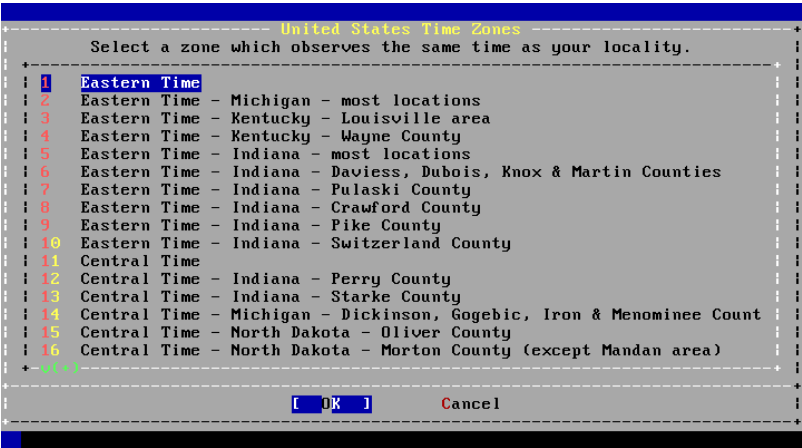 United States Time Zones
Select a zone which observes the same time as your locality.
1 Eastern Time
2 Eastern Time - Michigan - most locations
3 Eastern Time - Kentucky - Louisville area
4 Eastern Time - Kentucky - Wayne County
5 Eastern Time - Indiana - most locations
6 Eastern Time - Indiana - Daviess, Dubois, Knox & Martin Counties
7 Eastern Time - Indiana - Pulaski County
8 Eastern Time - Indiana - Crawford County
9 Eastern Time - Indiana - Pike County
10 Eastern Time - Indiana - Switzerland County
11 Central Time
12 Central Time - Indiana - Perry County
13 Central Time - Indiana - Starke County
14 Central Time - Michigan - Dickinson, Gogebic, Iron & Menominee Count
15 Central Time - North Dakota - Oliver County
16 Central Time - North Dakota - Morton County (except Mandan area)
v(+)
[ OK ] Cancel